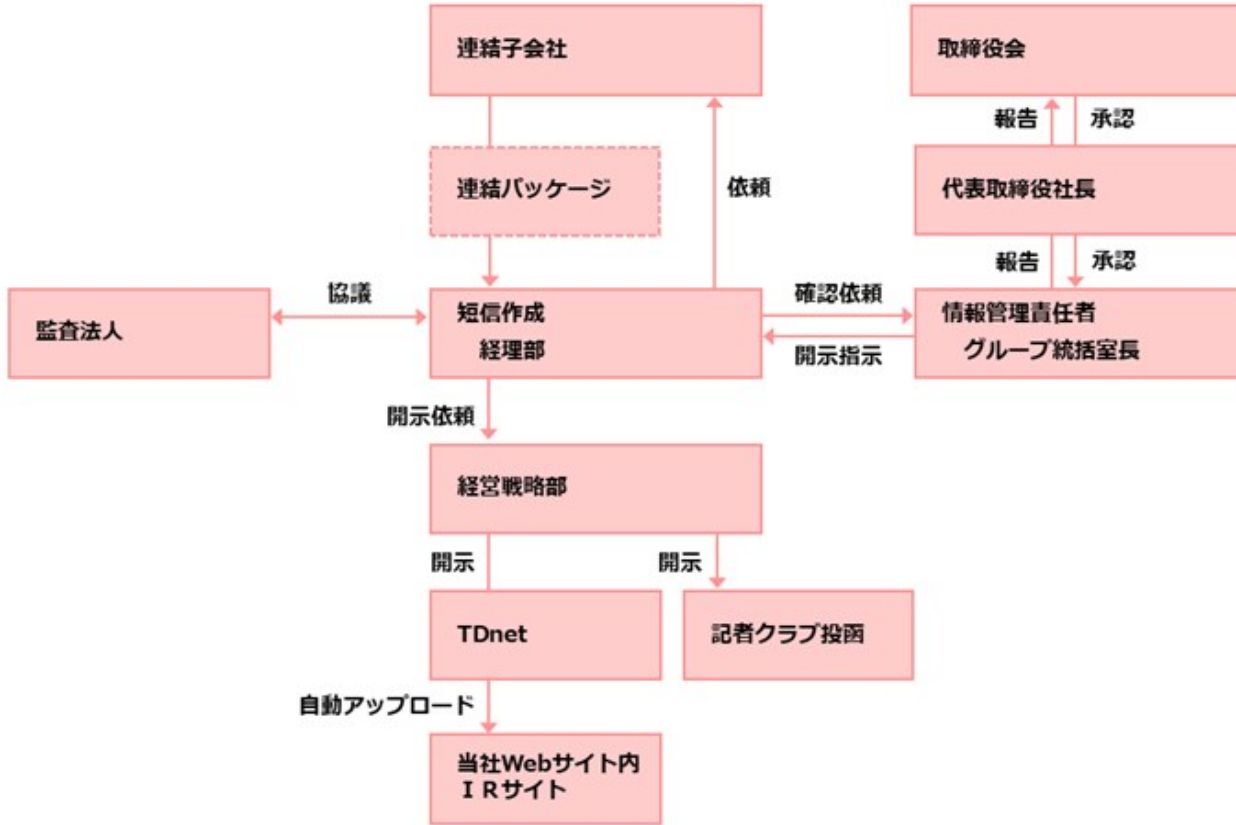 連結子会社
取締役会
報告
承認
連結パッケージ
依頼
代表取締役社長
報告
承認
監査法人
協議
短信作成
経理部
確認依頼
開示指示
情報管理責任者
グループ統括室長
開示依頼
経営戦略部
開示
開示
TDnet
記者クラブ投函
自動アップロード
当社Webサイト内
ＩＲサイト